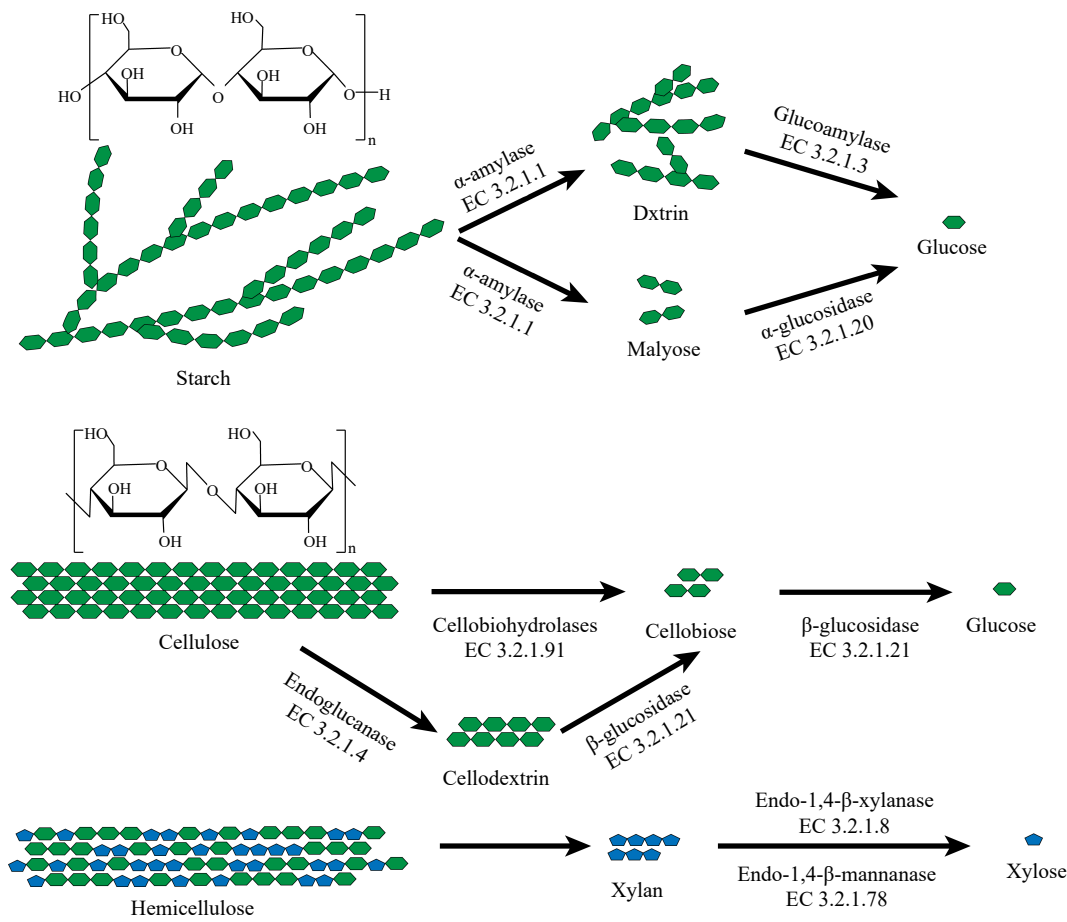 HO
HO
O
O
OH
OH
HO
O
O
H
OH
OH
n
α-amylase
EC 3.2.1.1
Dxtrin
Glucoamylase
EC 3.2.1.3
Glucose
α-amylase
EC 3.2.1.1
Malyose
α-glucosidase
EC 3.2.1.20
Starch
HO
HO
O
O
OH
O
OH
OH
OH
n
Cellulose
Cellobiohydrolases
EC 3.2.1.91
Cellobiose
β-glucosidase
EC 3.2.1.21
Glucose
Endoglucanase
EC 3.2.1.4
Cellodextrin
β-glucosidase
EC 3.2.1.21
Hemicellulose
Xylan
Endo-1,4-β-xylanase
EC 3.2.1.8
Endo-1,4-β-mannanase
EC 3.2.1.78
Xylose